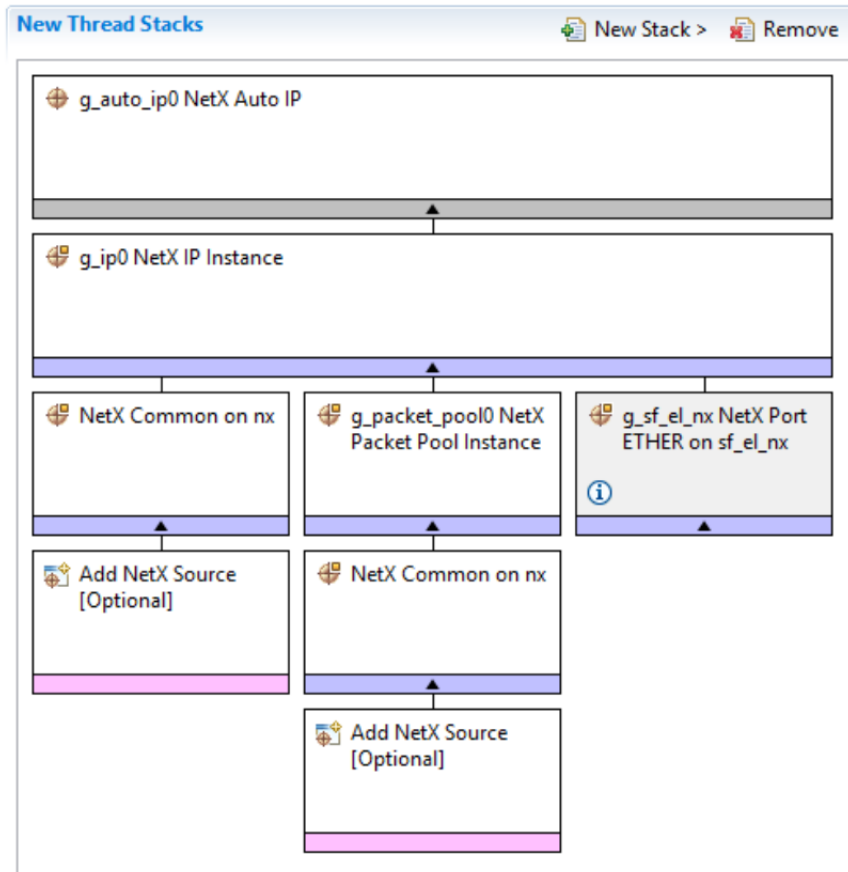 New Thread Stacks
New Stack >
Remove
g_auto_ip0 NetX Auto IP
g_ip0 NetX IP Instance
NetX Common on nx
g_packet_pool0 NetX
Packet Pool Instance
g_sf_el_nx NetX Port
ETHER on sf_el_nx
Add NetX Source
[Optional]
NetX Common on nx
Add NetX Source
[Optional]